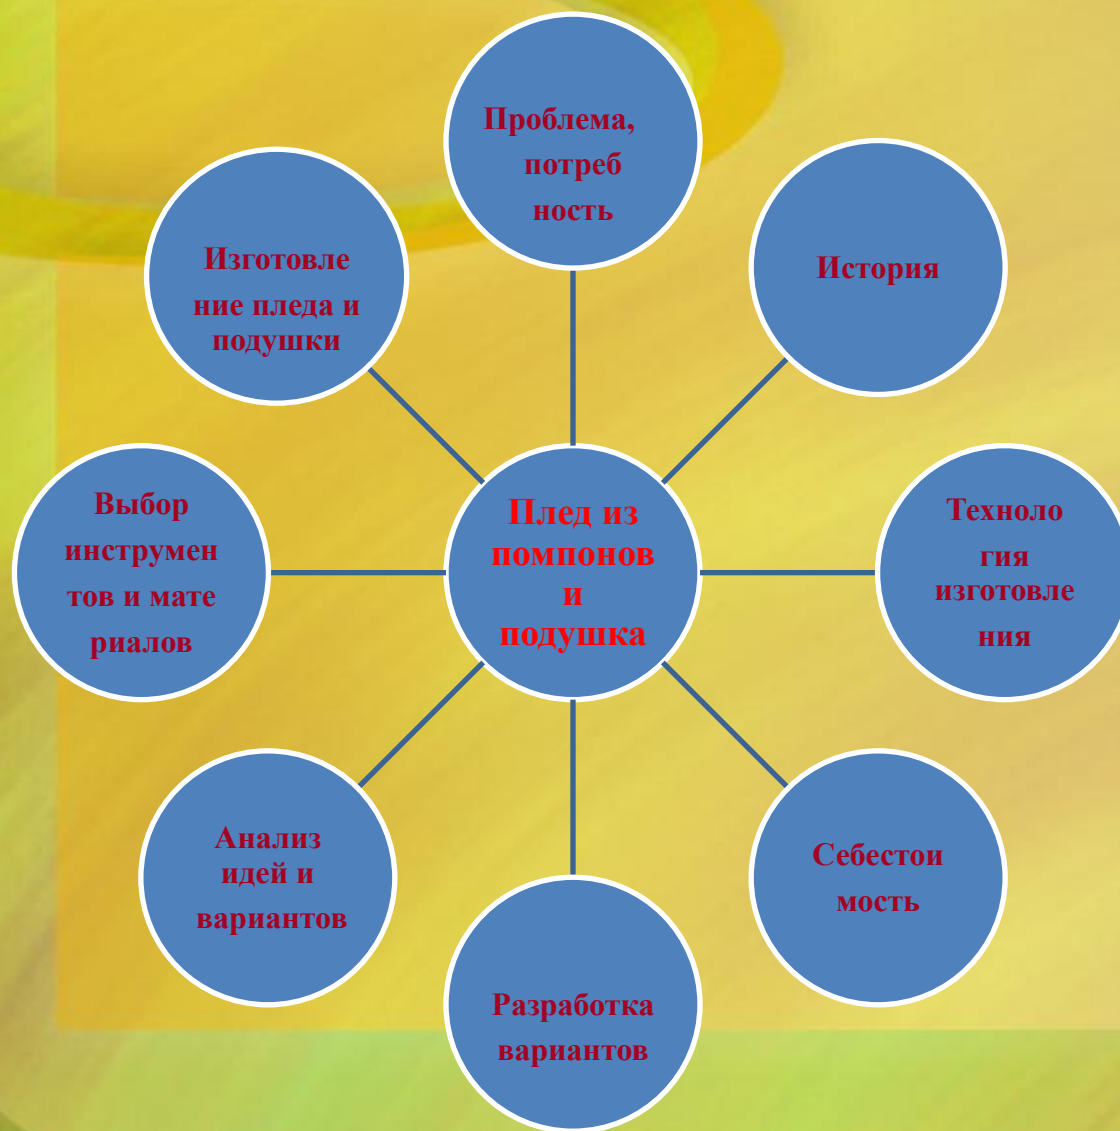 Проблема,
потреб
ность
История
Техноло
гия
изготовле
ния
Себестои
мость
Разработка
вариантов
Анализ
идей и
вариантов
Выбор
инструмен
тов и мате
риалов
Изготовле
ние пледа и
подушки
Плед из
помпонов
и
подушка